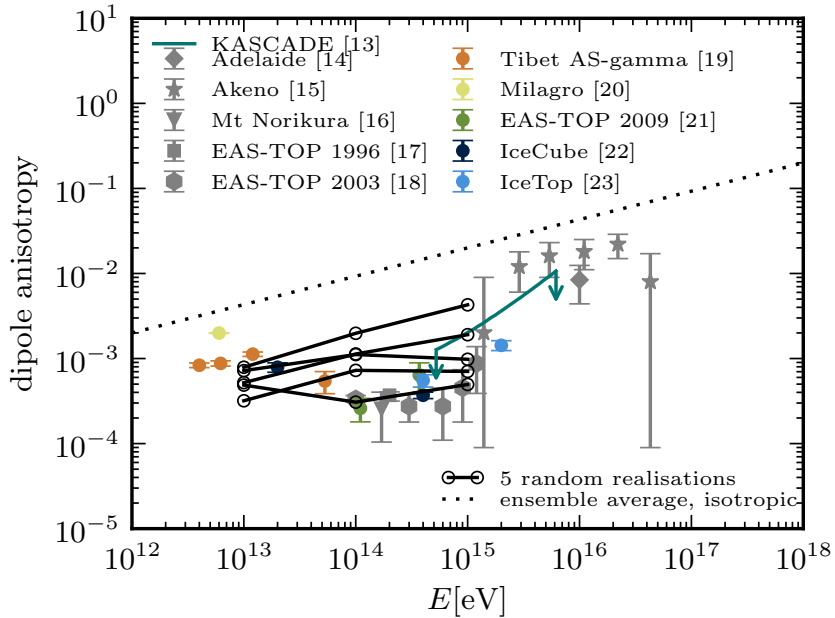 10^1
10^0
10^-1
10^-2
10^-3
10^-4
10^-5
dipole anisotropy
KASCADE [13]
Adelaide [14]
Akeno [15]
Mt Norikura [16]
EAS-TOP 1996 [17]
EAS-TOP 2003 [18]
Tibet AS-gamma [19]
Milagro [20]
EAS-TOP 2009 [21]
IceCube [22]
IceTop [23]
5 random realisations
ensemble average, isotropic
10^12 10^13 10^14 10^15 10^16 10^17 10^18
E[eV]